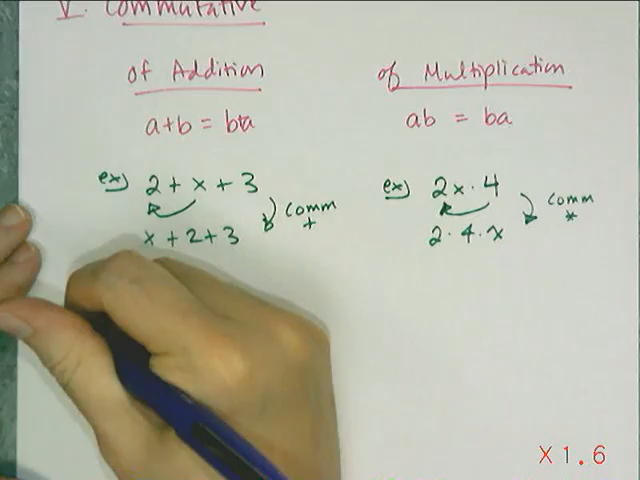 V. Commutative
of Addition
a+b = b+a
ex) 2 + x + 3
x + 2 + 3
comm
+
of Multiplication
ab = ba
ex) 2x · 4
2 · 4 · x
comm
*
X1.6